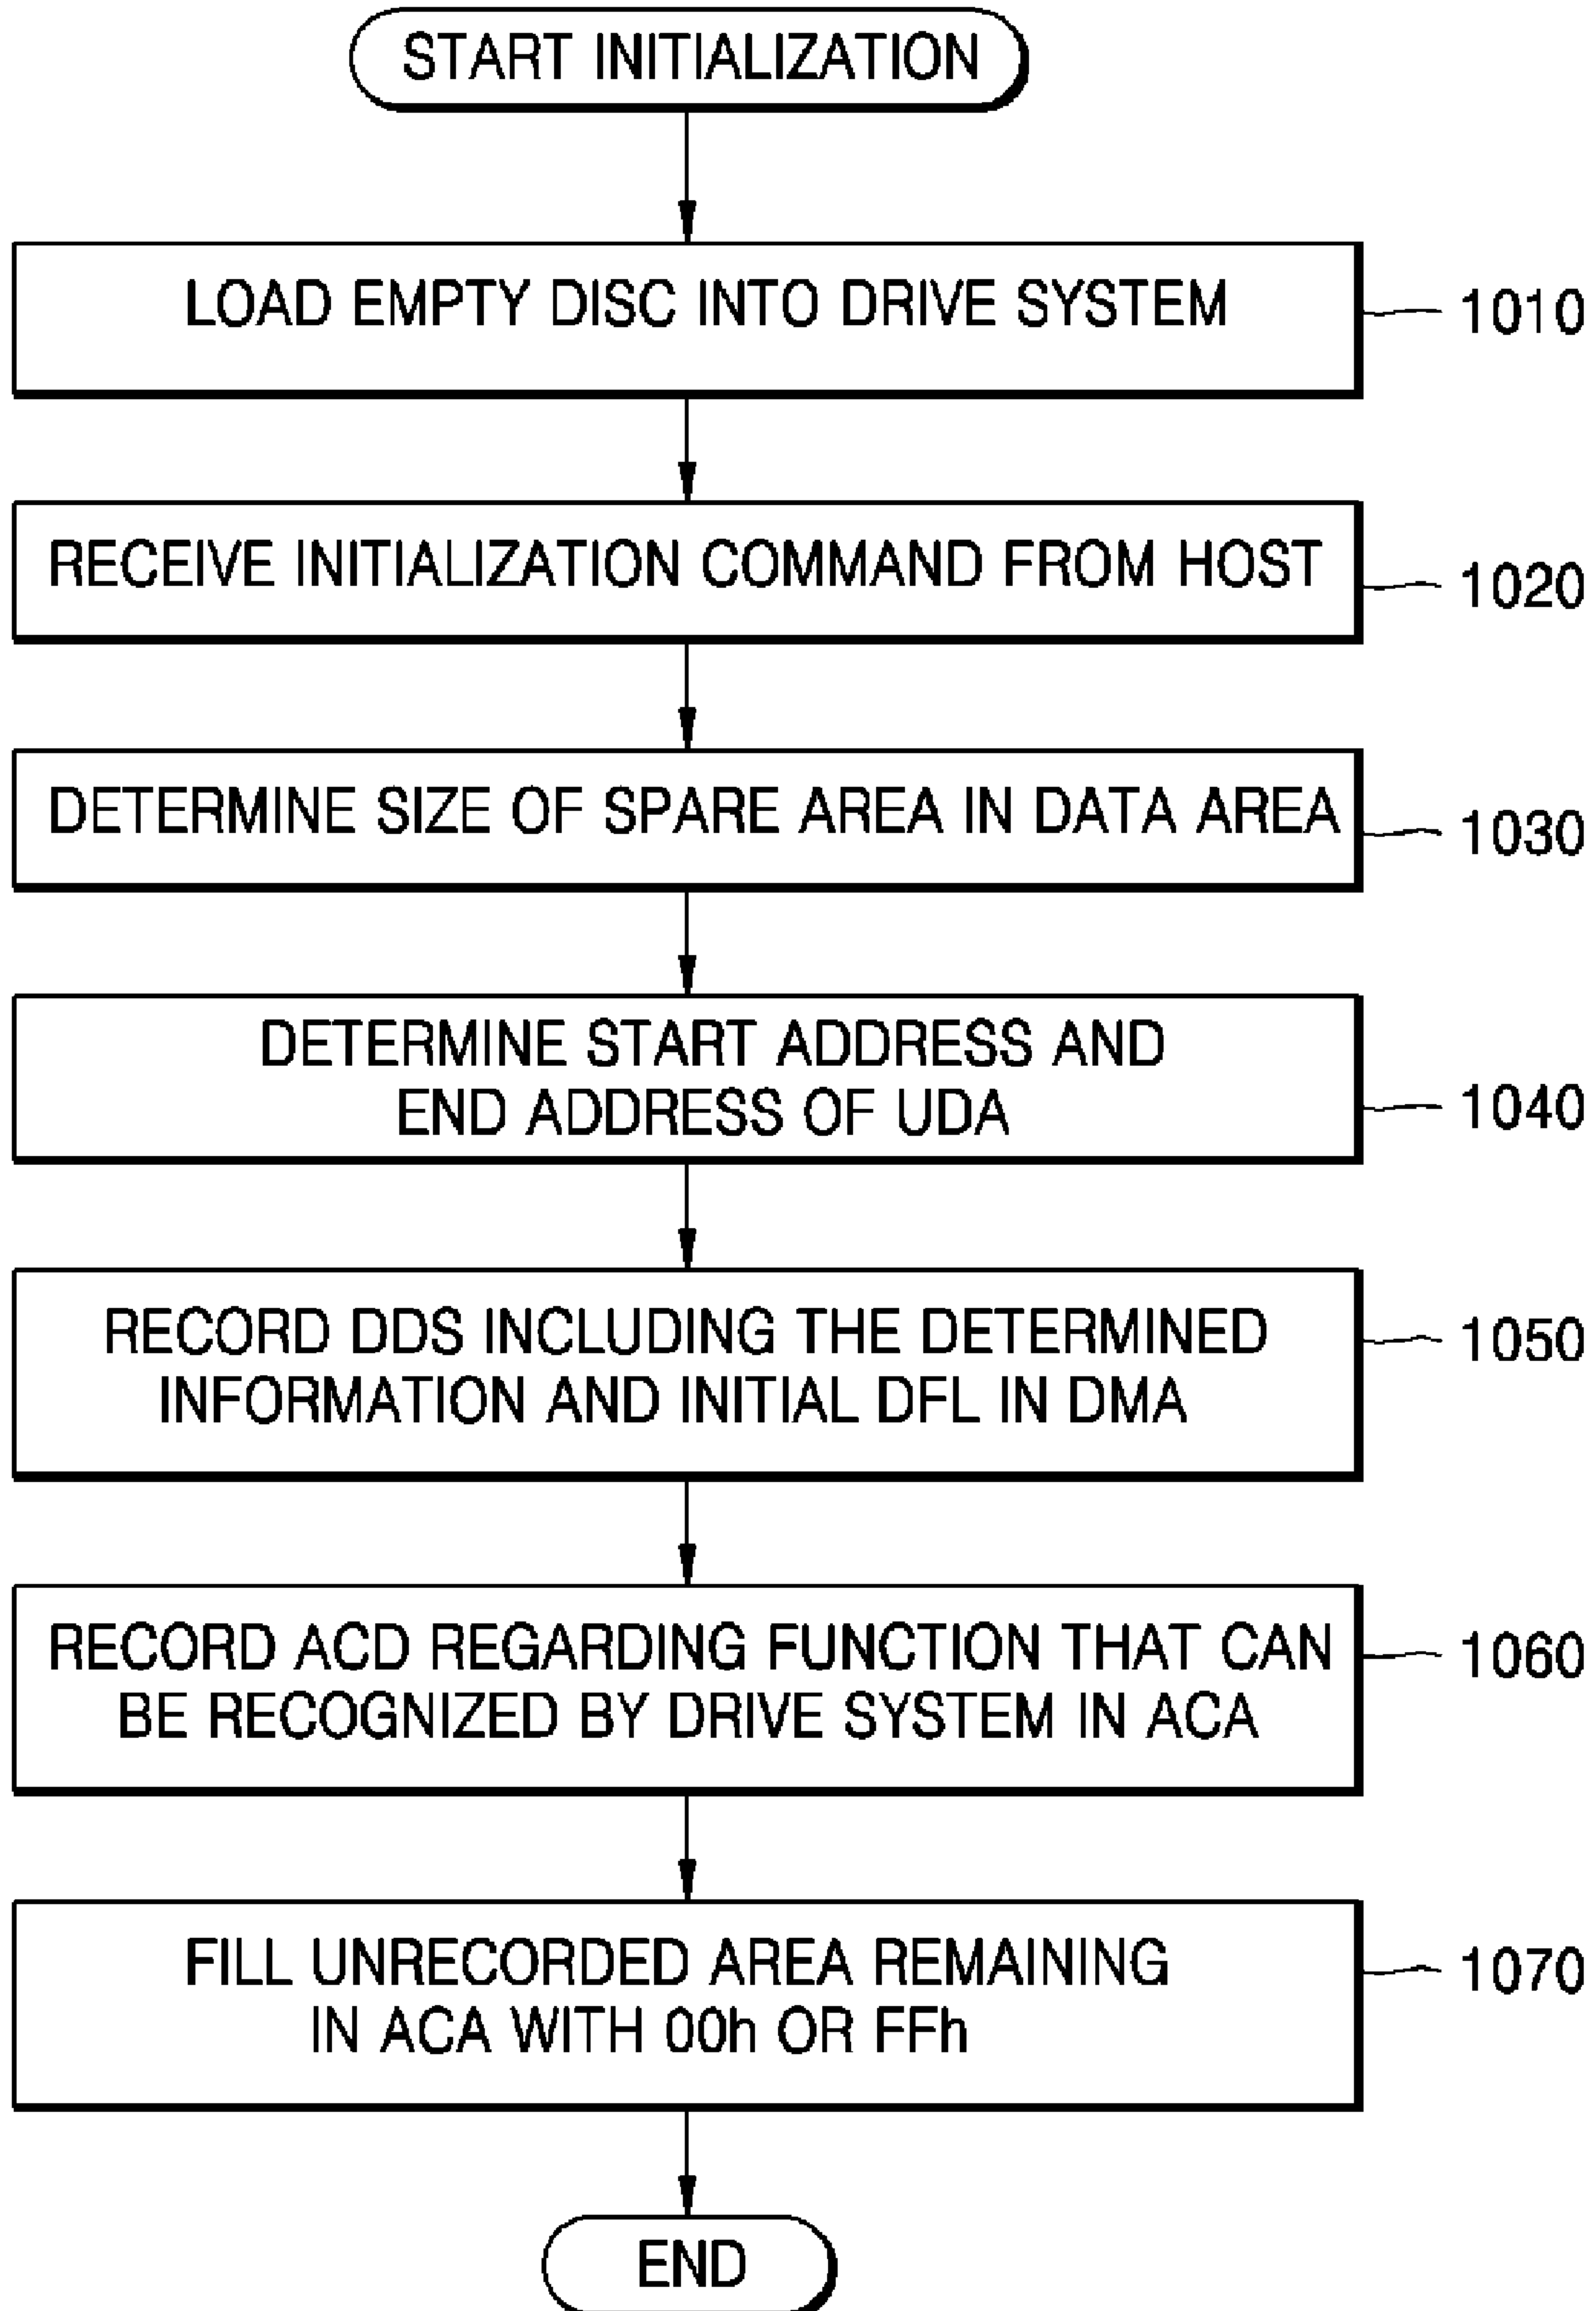 START INITIALIZATION
LOAD EMPTY DISC INTO DRIVE SYSTEM
1010
RECEIVE INITIALIZATION COMMAND FROM HOST
1020
DETERMINE SIZE OF SPARE AREA IN DATA AREA
1030
DETERMINE START ADDRESS AND
END ADDRESS OF UDA
1040
RECORD DDS INCLUDING THE DETERMINED
INFORMATION AND INITIAL DFL IN DMA
1050
RECORD ACD REGARDING FUNCTION THAT CAN
BE RECOGNIZED BY DRIVE SYSTEM IN ACA
1060
FILL UNRECORDED AREA REMAINING
IN ACA WITH 00h OR FFh
1070
END